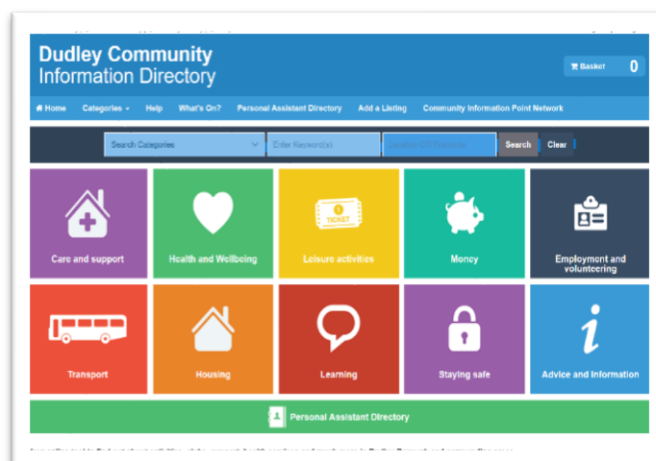 Dudley Community
Information Directory
Basket 0
Home Categories Help What's On? Personal Assistant Directory Add a Listing Community Information Point Network
Search Categories Enter Keyword(s) Search Clear
Care and support
Health and Wellbeing
TICKET
Leisure activities
Money
Employment and
volunteering
Transport
Housing
Learning
Staying safe
Advice and Information
Personal Assistant Directory